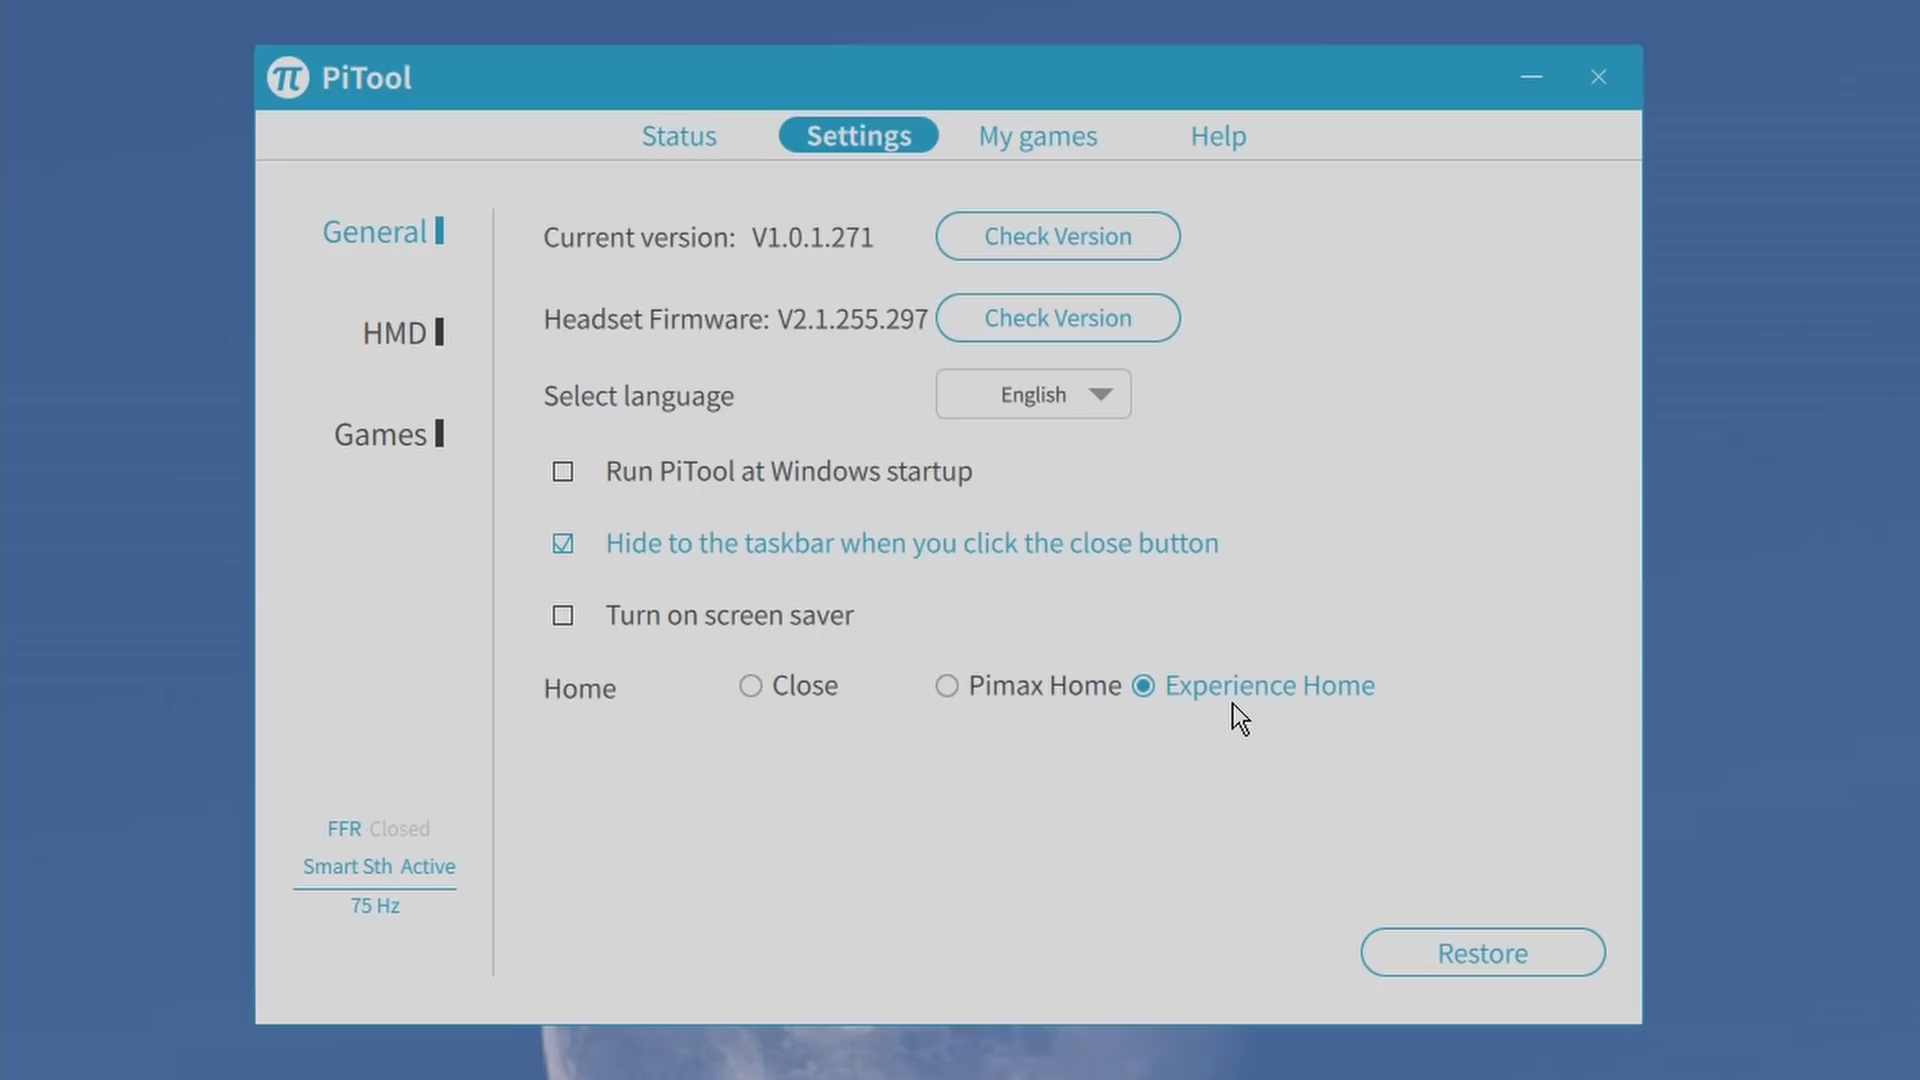 π PiTool
Status Settings My games Help
General
HMD
Games
Current version: V1.0.1.271 Check Version
Headset Firmware: V2.1.255.297 Check Version
Select language English
Run PiTool at Windows startup
Hide to the taskbar when you click the close button
Turn on screen saver
Home Close Pimax Home Experience Home
FFR Closed
Smart Sth Active
75 Hz
Restore